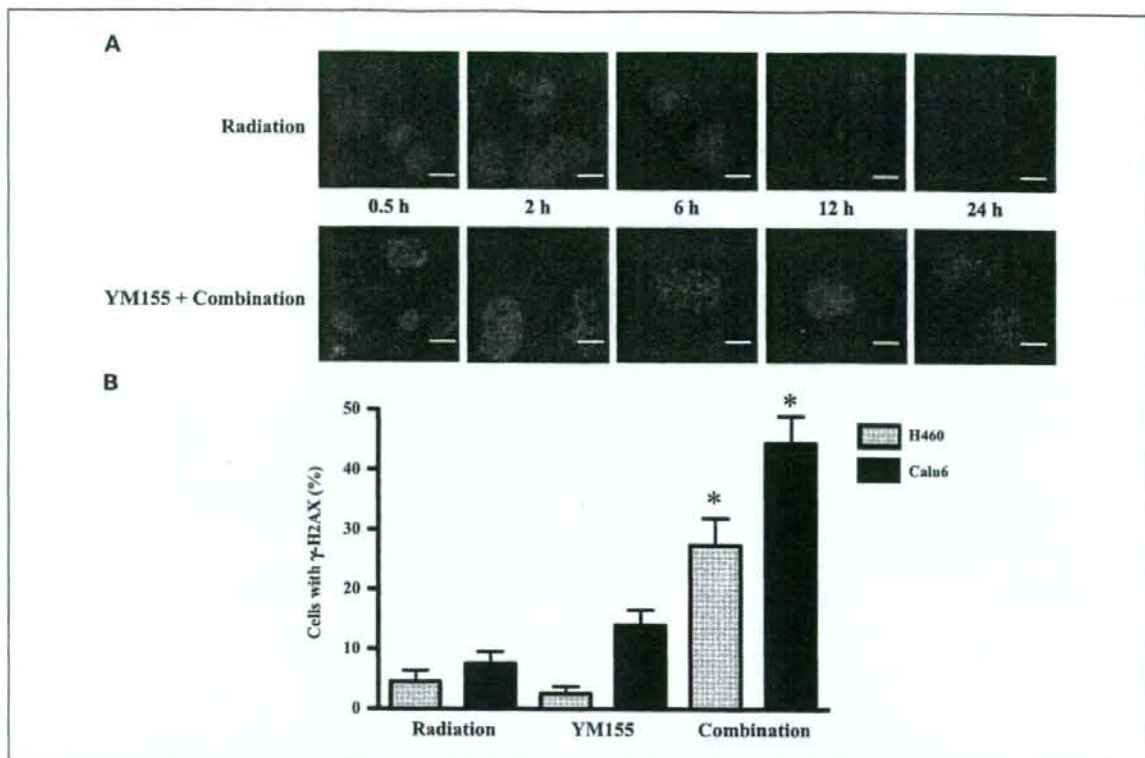 A
Radiation
0.5 h 2 h 6 h 12 h 24 h
YM155 + Combination
B
50
40
30
20
10
0
Cells with γ-H2AX (%)
*
*
H460
Calu6
Radiation YM155 Combination